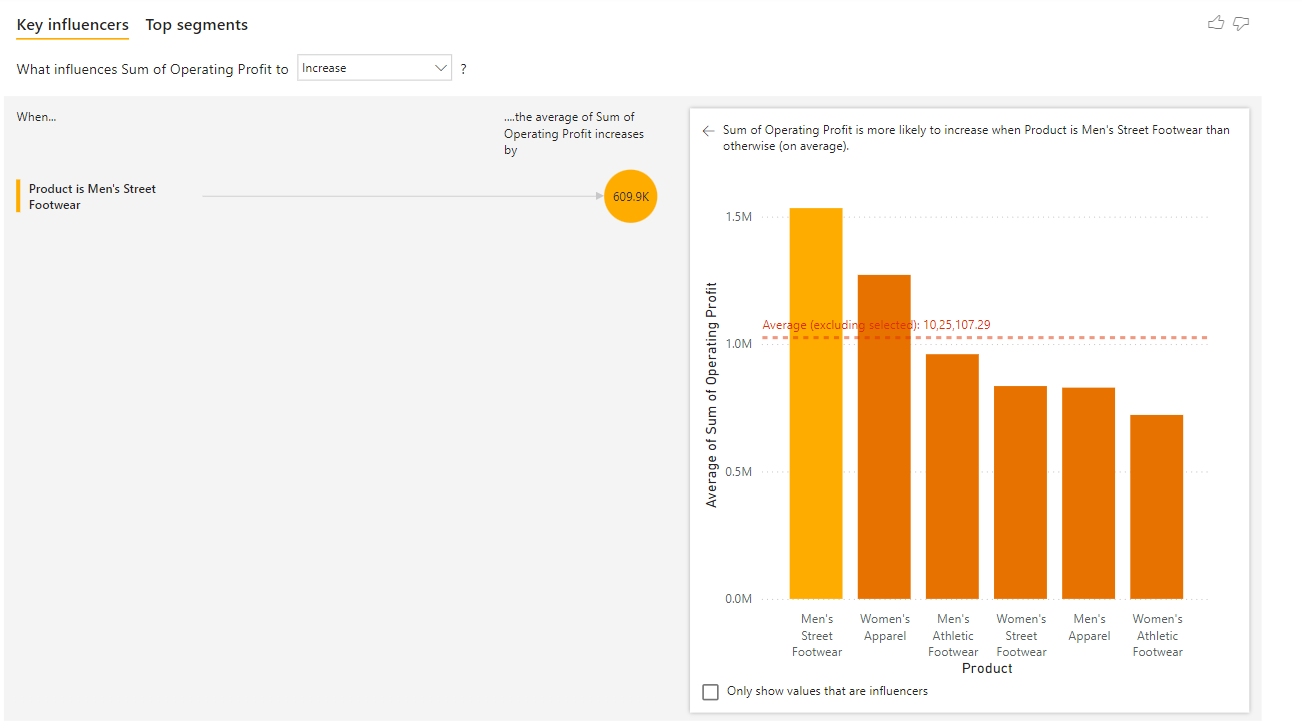 Key influencers Top segments
What influences Sum of Operating Profit to Increase ?
When...
....the average of Sum of
Operating Profit increases
by
Product is Men's Street
Footwear
609.9K
Sum of Operating Profit is more likely to increase when Product is Men's Street Footwear than
otherwise (on average).
Average of Sum of Operating Profit
1.5M
Average (excluding selected): 10,25,107.29
1.0M
0.5M
0.0M
Men's
Street
Footwear
Women's
Apparel
Men's
Athletic
Footwear
Women's
Street
Footwear
Men's
Apparel
Women's
Athletic
Footwear
Product
Only show values that are influencers